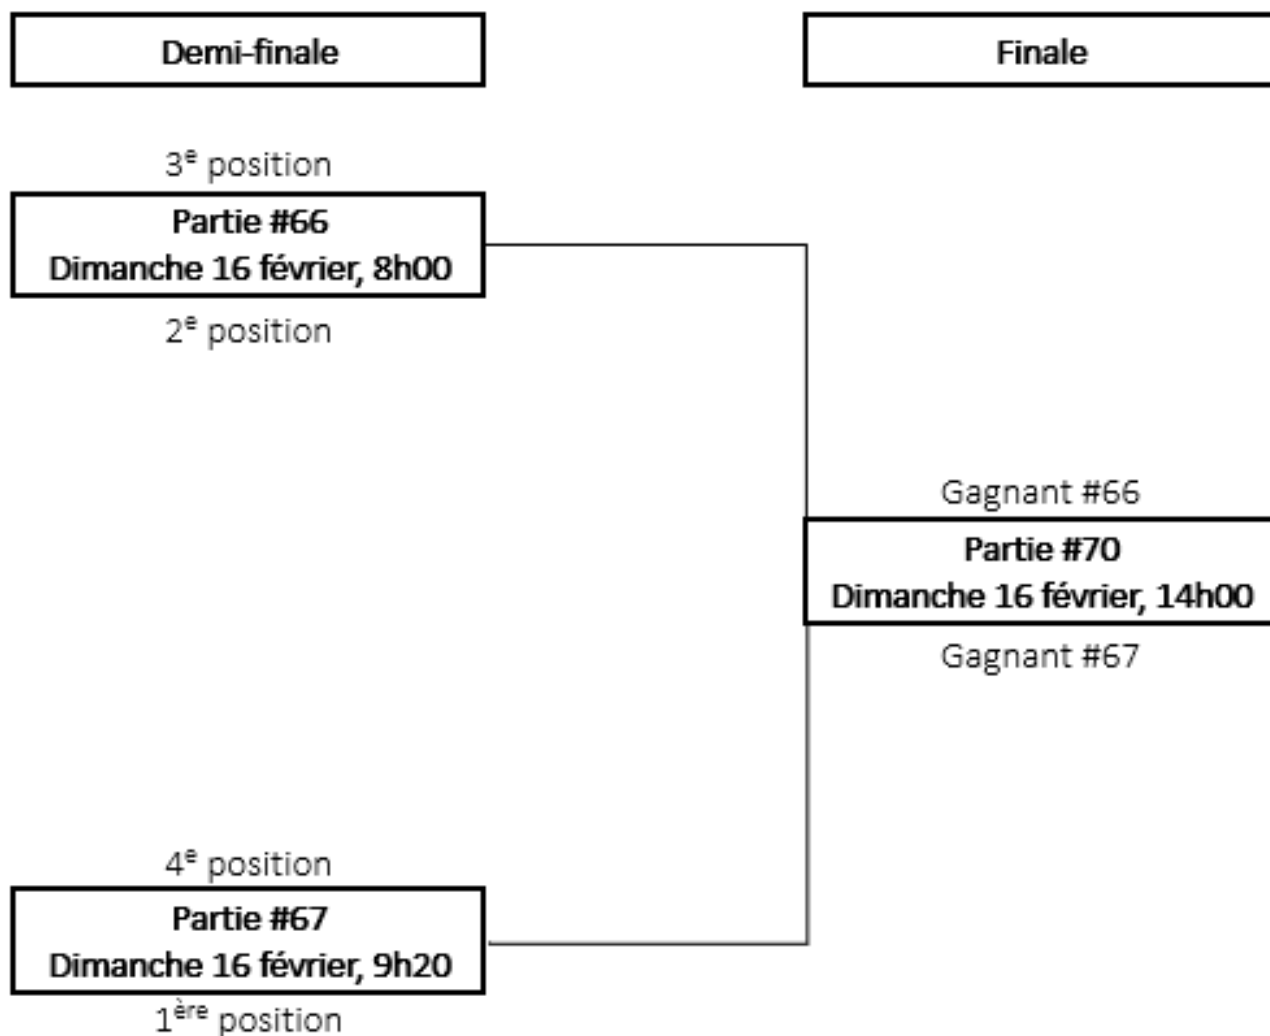 Demi-finale
Finale
3e position
Partie #66
Dimanche 16 février, 8h00
2e position
Gagnant #66
Partie #70
Dimanche 16 février, 14h00
Gagnant #67
4e position
Partie #67
Dimanche 16 février, 9h20
1ère position